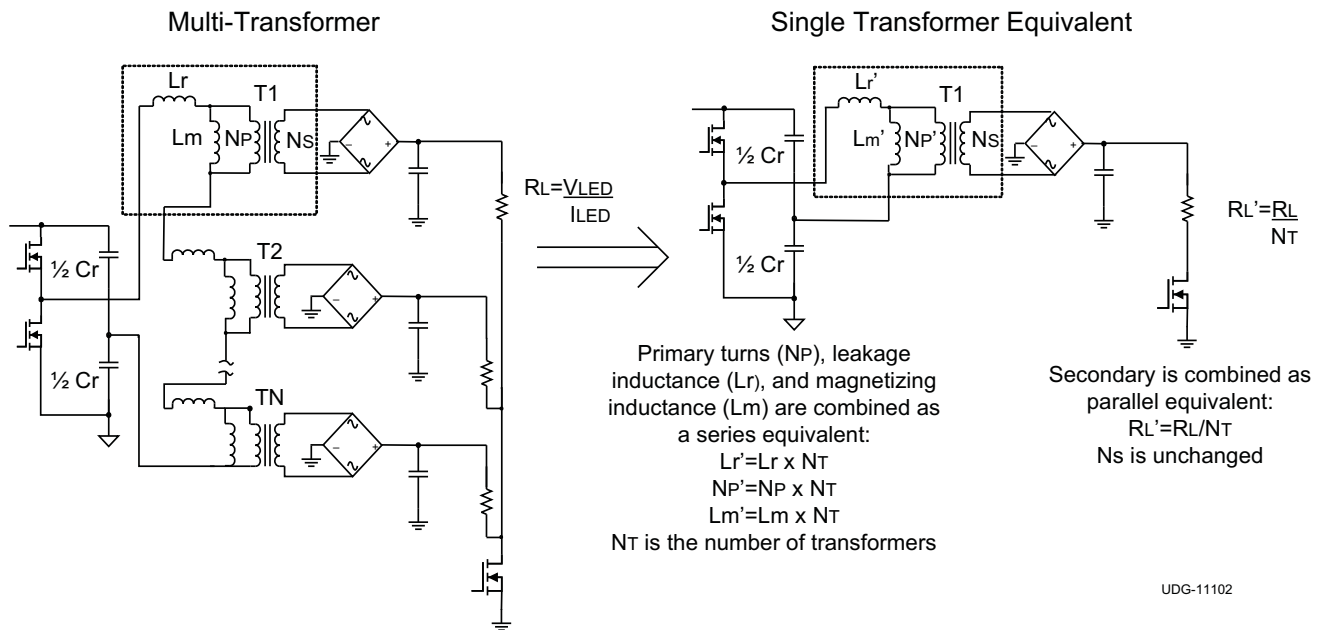 Multi-Transformer
Single Transformer Equivalent
Lr
T1
Lm
NP
NS
RL=VLED
ILED
T2
½ Cr
½ Cr
TN
Lr’
T1
Lm’
NP’
NS
½ Cr
½ Cr
RL’=RL
NT
Primary turns (NP), leakage
inductance (Lr), and magnetizing
inductance (Lm) are combined as
a series equivalent:
Lr’=Lr x NT
NP’=NP x NT
Lm’=Lm x NT
NT is the number of transformers
Secondary is combined as
parallel equivalent:
RL’=RL/NT
Ns is unchanged
UDG-11102